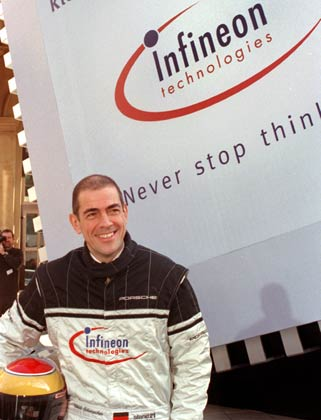 Infineon
technologies
Never stop think
PORSCHE
Infineon
technologies